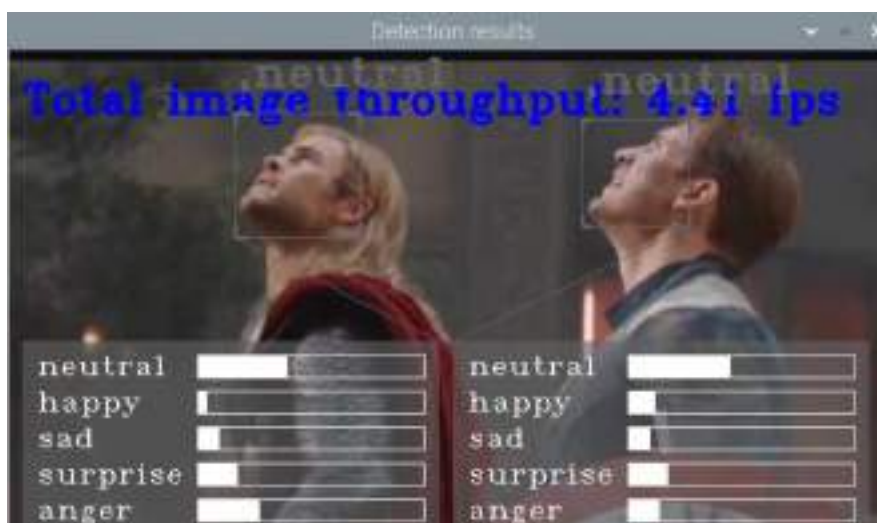 Detection results
neutral neutral
Total image throughput: 4.41 fps
neutral neutral
happy happy
sad sad
surprise surprise
anger anger